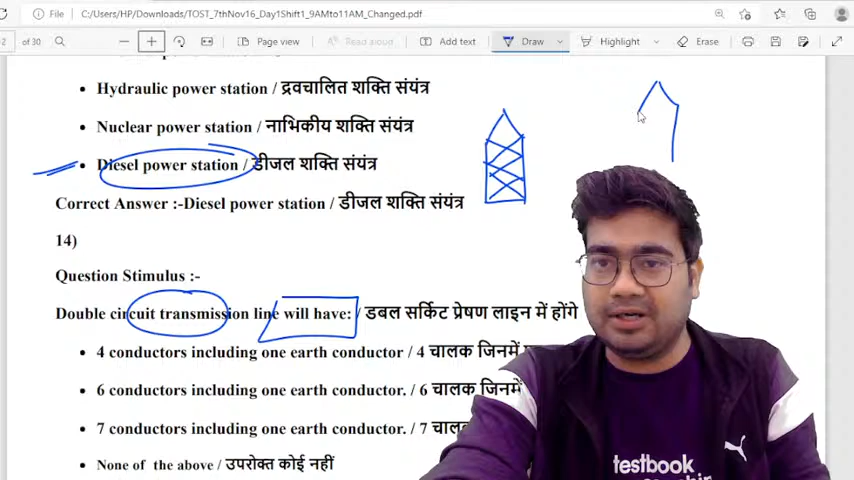 File
C:/Users/HP/Downloads/TOST_7thNov16_Day1Shift1_9AMto11AM_Changed.pdf
of 30
Read aloud
Add text
Draw
Highlight
Erase
• Hydraulic power station / द्रवचालित शक्ति संयंत्र
• Nuclear power station / नाभिकीय शक्ति संयंत्र
• Diesel power station / डीजल शक्ति संयंत्र
Correct Answer :-Diesel power station / डीजल शक्ति संयंत्र
14)
Question Stimulus :-
Double circuit transmission line will have: / डबल सर्किट प्रेषण लाइन में होंगे
• 4 conductors including one earth conductor / 4 चालक जिनमें
• 6 conductors including one earth conductor. / 6 चालक जिनमें
• 7 conductors including one earth conductor. / 7
• None of the above / उपरोक्त कोई नहीं
testbook